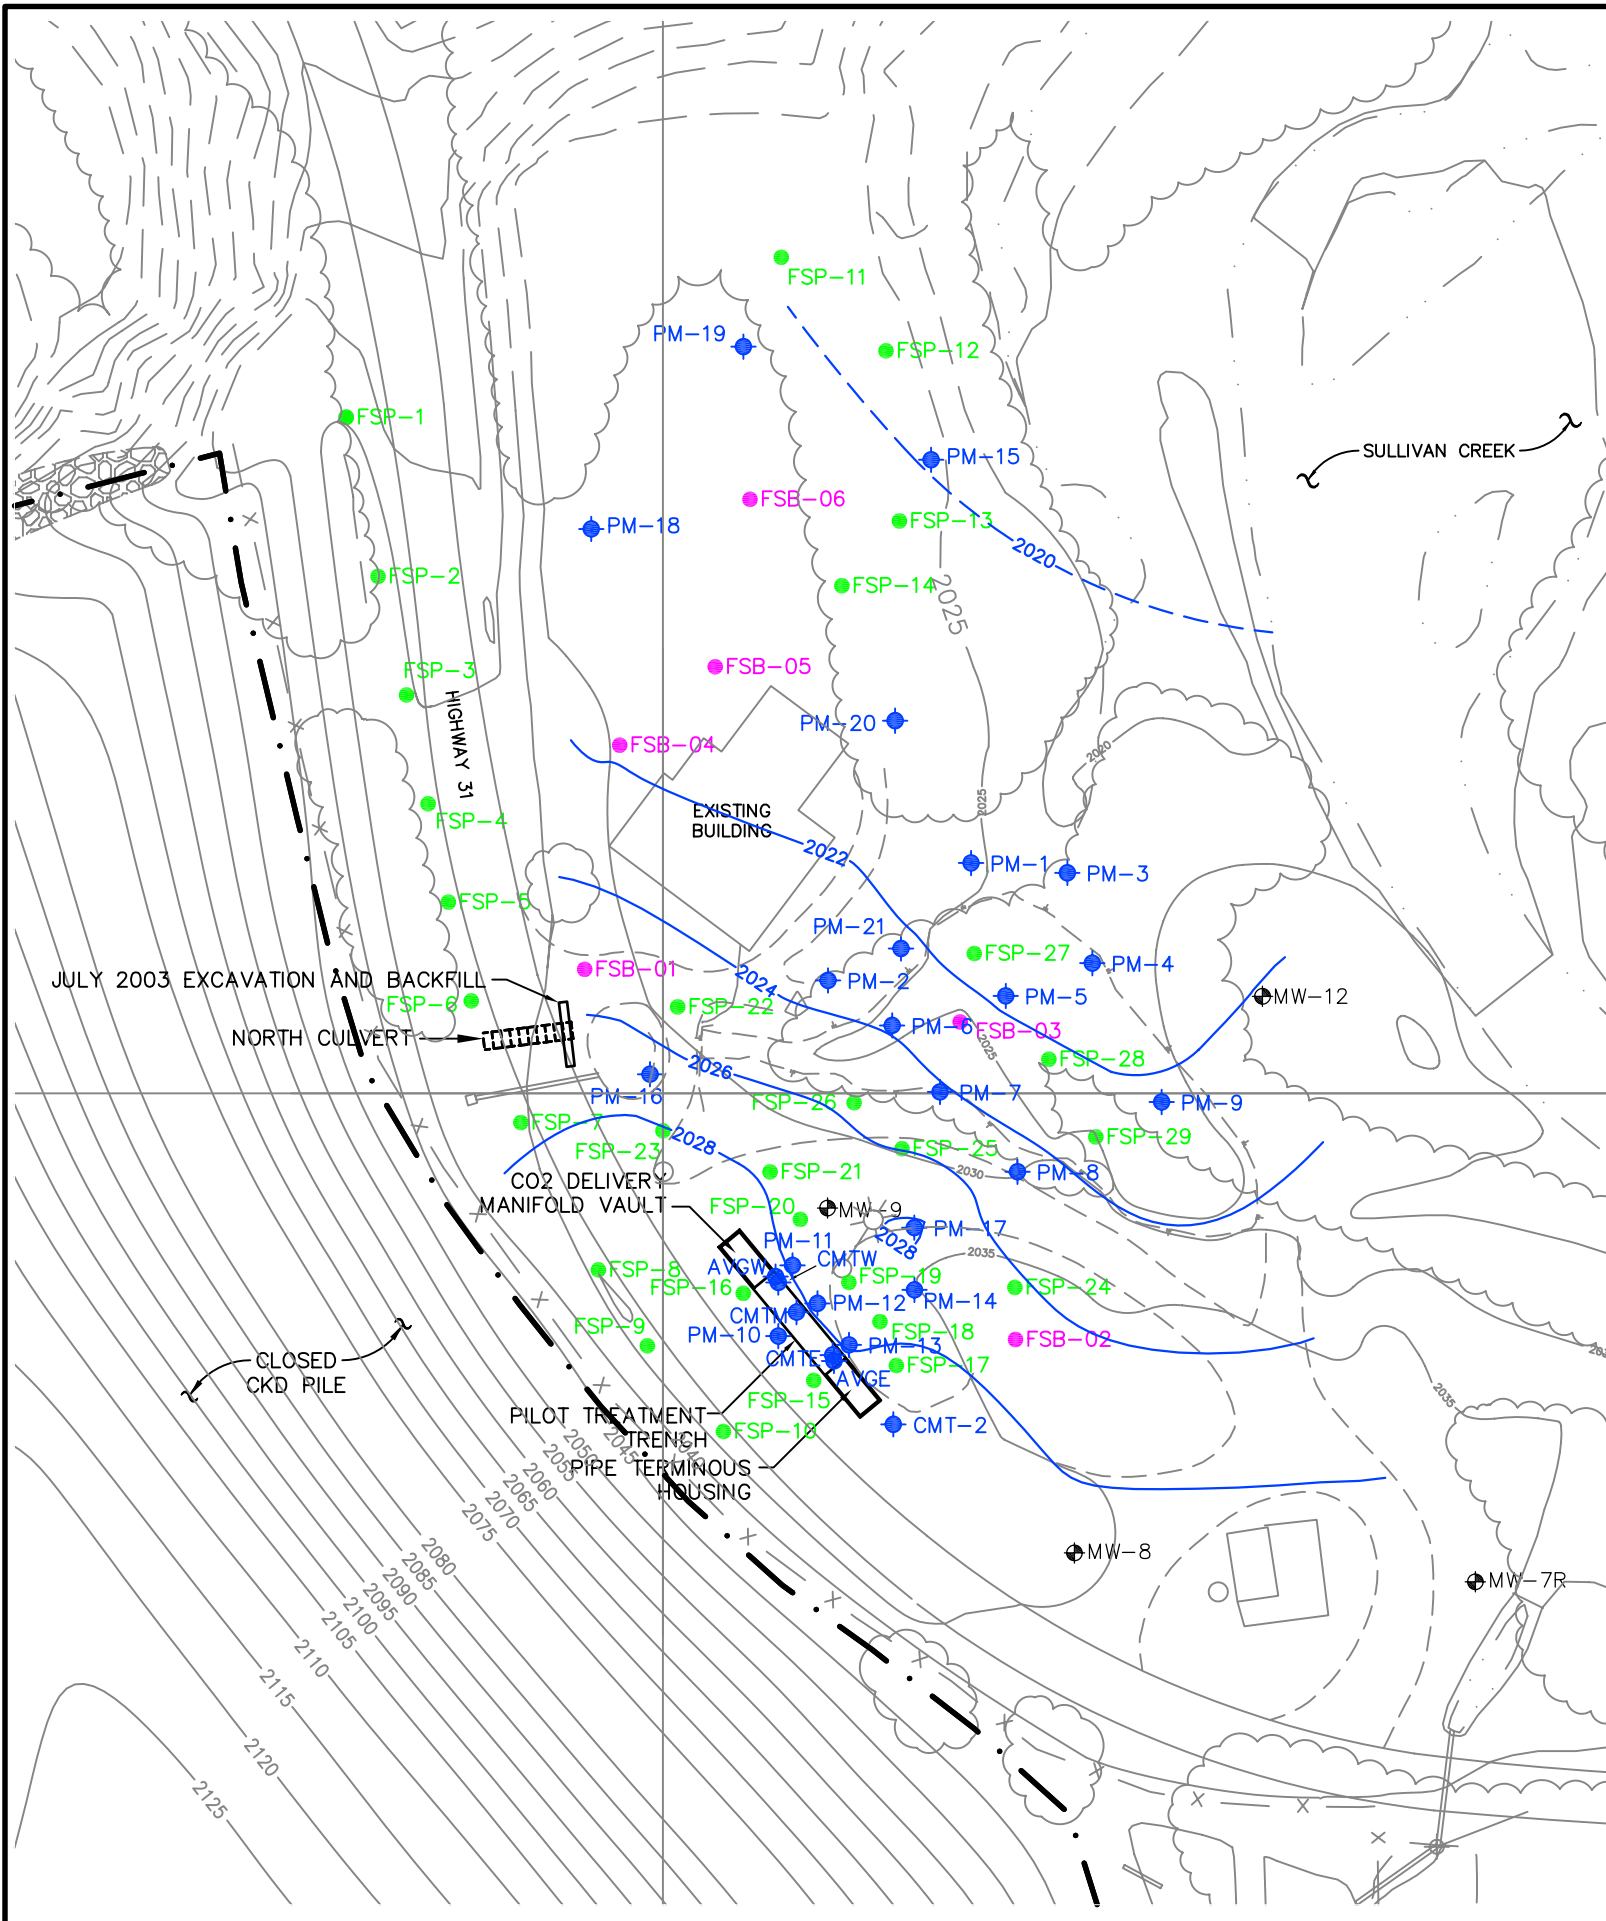 FSP-11
PM-19
FSP-12
FSP-1
PM-15
SULLIVAN CREEK
FSB-06
FSP-13
PM-18
2020
FSP-2
FSP-14
2025
FSP-3
FSB-05
HIGHWAY 31
PM-20
FSB-04
2020
2025
EXISTING
BUILDING
FSP-4
2022
PM-1
PM-3
FSP-5
PM-21
FSP-27
PM-4
FSB-01
2024
PM-2
JULY 2003 EXCAVATION AND BACKFILL
PM-5
MW-12
FSP-6
FSP-22
PM-6
FSB-03
NORTH CULVERT
2025
FSP-28
2026
PM-16
PM-7
FSP-26
PM-9
FSP-7
2028
FSP-29
FSP-23
FSP-25
2030
PM-8
FSP-21
CO2 DELIVERY
MANIFOLD VAULT
FSP-20
MW-9
PM-17
PM-11
2028
2035
CMTW
AVGW
FSP-8
FSP-19
FSP-24
FSP-16
PM-14
PM-12
CMTM
FSP-18
FSP-9
PM-10
FSB-02
PM-13
CLOSED
CKD PILE
CMTE
FSP-17
AVGE
2035
FSP-15
PILOT TREATMENT
TRENCH
FSP-10
CMT-2
PIPE TERMINOUS
HOUSING
2040
2045
2050
2055
2060
2065
2070
2075
2080
2085
2090
2095
2100
2105
2110
2115
2120
2125
MW-8
MW-7R